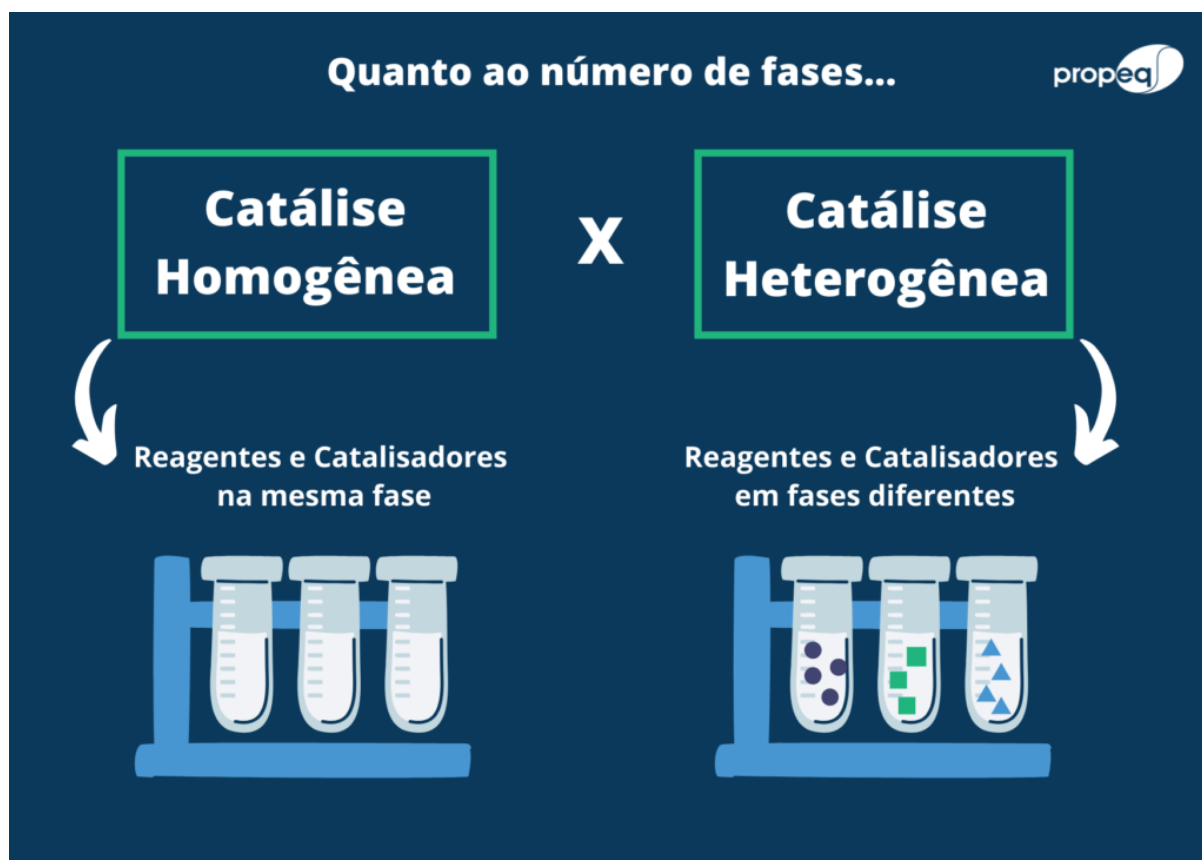 Quanto ao número de fases...
propeq
Catálise
Homogênea
X
Catálise
Heterogênea
Reagentes e Catalisadores
na mesma fase
Reagentes e Catalisadores
em fases diferentes